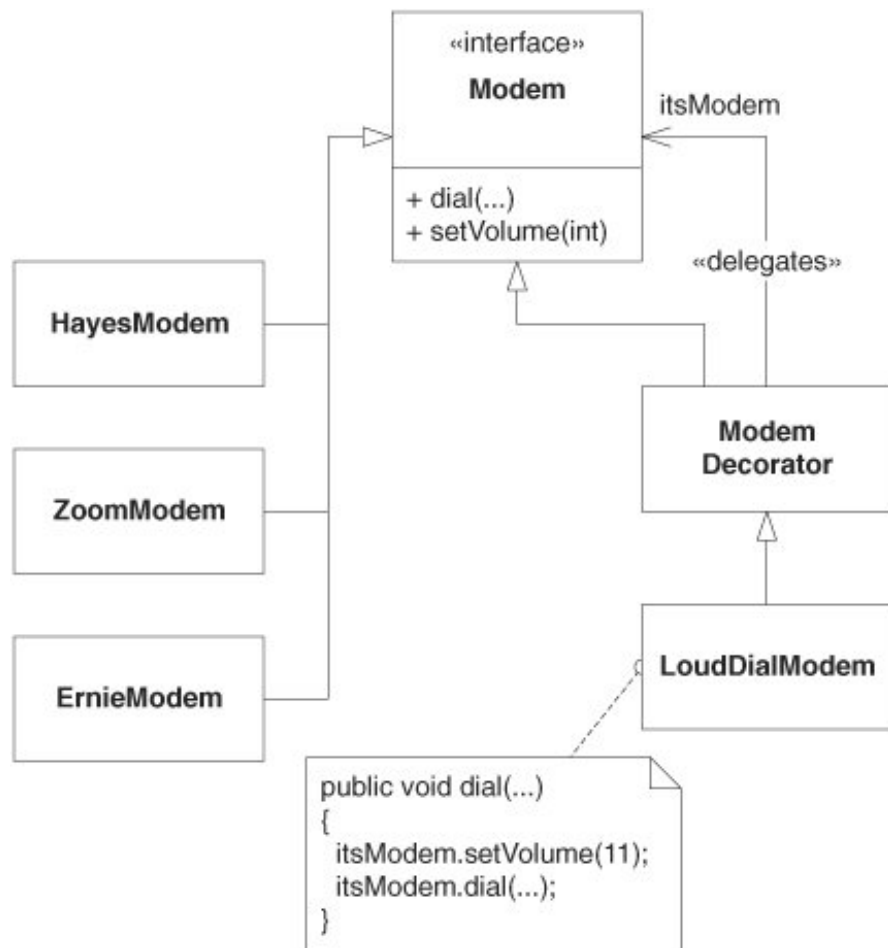 «interface»
Modem
itsModem
+ dial(...)
+ setVolume(int)
«delegates»
HayesModem
Modem
Decorator
ZoomModem
LoudDialModem
ErnieModem
public void dial(...)
{
itsModem.setVolume(11);
itsModem.dial(...);
}